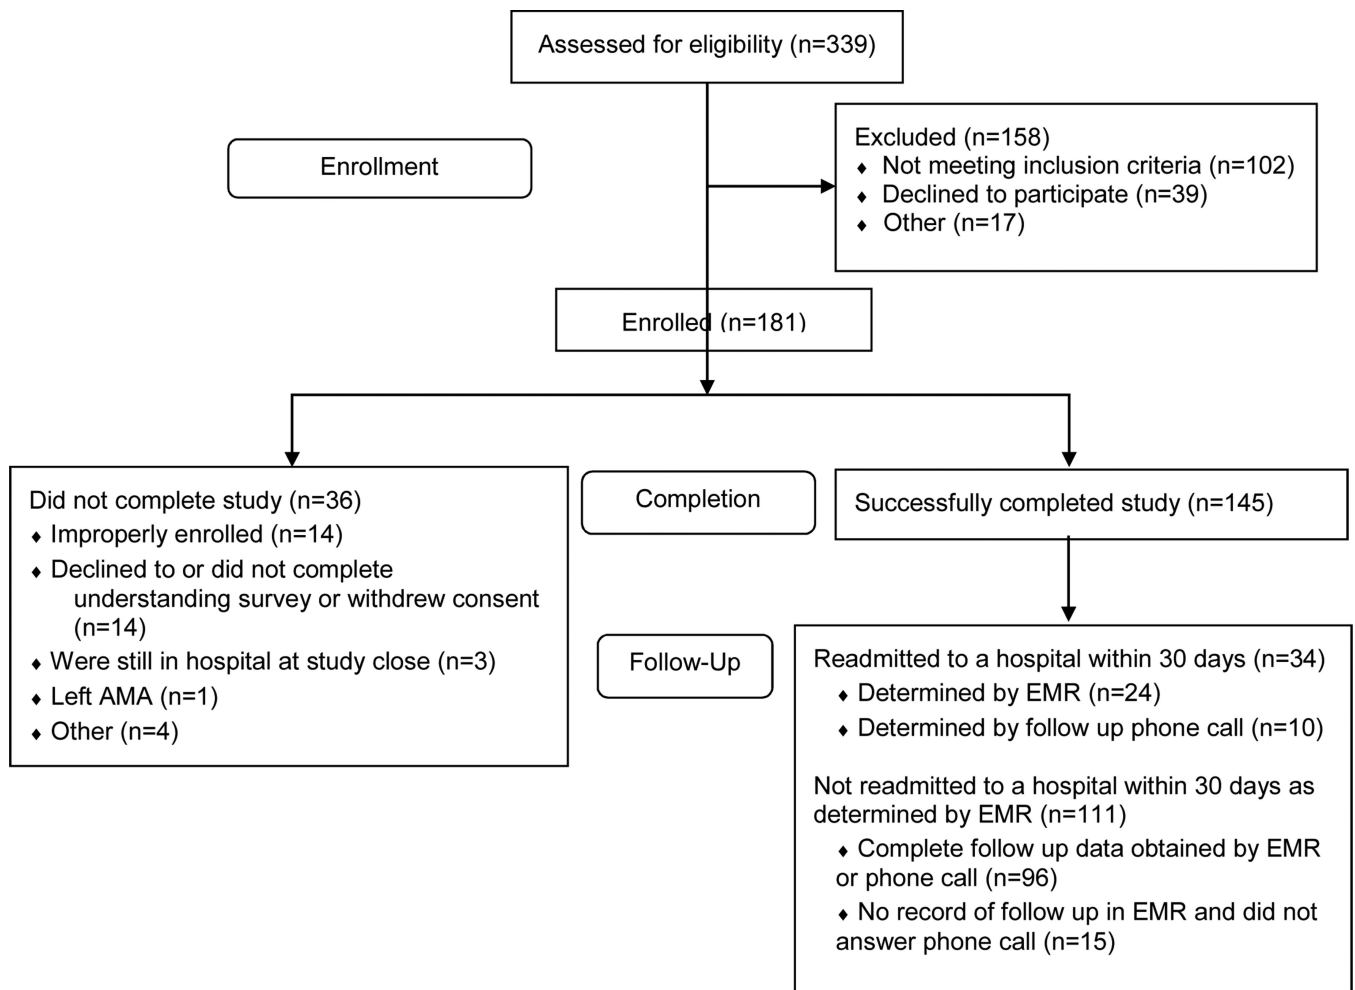 Assessed for eligibility (n=339)
Enrollment
Excluded (n=158)
♦ Not meeting inclusion criteria (n=102)
♦ Declined to participate (n=39)
♦ Other (n=17)
Enrolled (n=181)
Did not complete study (n=36)
♦ Improperly enrolled (n=14)
♦ Declined to or did not complete
understanding survey or withdrew consent
(n=14)
♦ Were still in hospital at study close (n=3)
♦ Left AMA (n=1)
♦ Other (n=4)
Completion
Successfully completed study (n=145)
Follow-Up
Readmitted to a hospital within 30 days (n=34)
♦ Determined by EMR (n=24)
♦ Determined by follow up phone call (n=10)
Not readmitted to a hospital within 30 days as
determined by EMR (n=111)
♦ Complete follow up data obtained by EMR
or phone call (n=96)
♦ No record of follow up in EMR and did not
answer phone call (n=15)